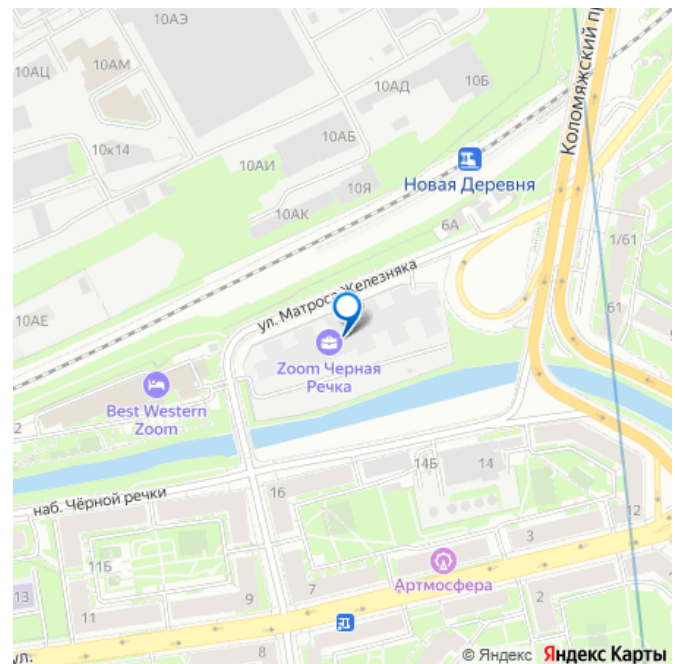 10АЭ
10АЦ
10АМ
10АД
10Б
Коломяжский пр
10к14
10АБ
10АИ
Новая Деревня
10Я
10АК
6А
1/61
ул. Матроса Железняка
10АЕ
61
Zoom Черная
Речка
Best Western
Zoom
2
наб. Чёрной речки
16
14Б
14
12
11Б
3
Артмосфера
13
11
9
7
2
ул.
8
© Яндекс Яндекс Карты